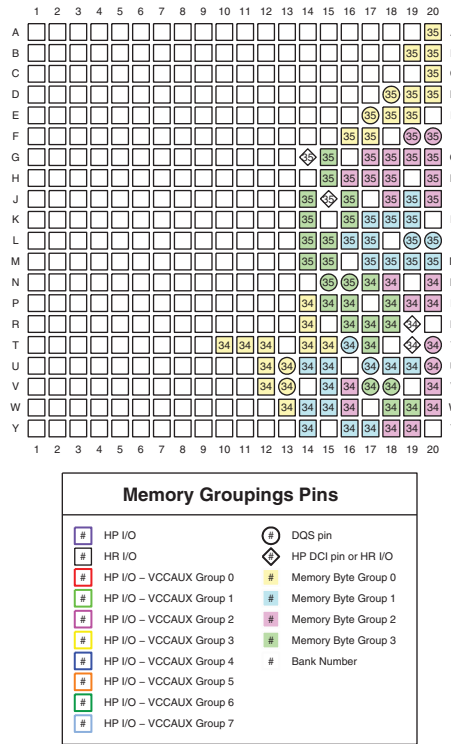 1 2 3 4 5 6 7 8 9 10 11 12 13 14 15 16 17 18 19 20
A 35
B 35 35
C 35
D 35 35 35
E 35 35 35
F 35 35 35 35
G 35 35 35 35 35 35
H 35 35 35 35 35
J 35 35 35 35 35 35
K 35 35 35 35 35
L 35 35 35 35 35 35
M 35 35 35 35 35 35
N 35 35 34 34 34
P 34 34 34 34 34 34
R 34 34 34 34 34
T 34 34 34 34 34 34 34 34 34
U 34 34 34 34 34 34 34 34
V 34 34 34 34 34 34 34
W 34 34 34 34 34 34 34
Y 34 34 34 34 34
1 2 3 4 5 6 7 8 9 10 11 12 13 14 15 16 17 18 19 20
Memory Groupings Pins
# HP I/O
# HR I/O
# HP I/O – VCCAUX Group 0
# HP I/O – VCCAUX Group 1
# HP I/O – VCCAUX Group 2
# HP I/O – VCCAUX Group 3
# HP I/O – VCCAUX Group 4
# HP I/O – VCCAUX Group 5
# HP I/O – VCCAUX Group 6
# HP I/O – VCCAUX Group 7
# DQS pin
# HP DCI pin or HR I/O
# Memory Byte Group 0
# Memory Byte Group 1
# Memory Byte Group 2
# Memory Byte Group 3
# Bank Number